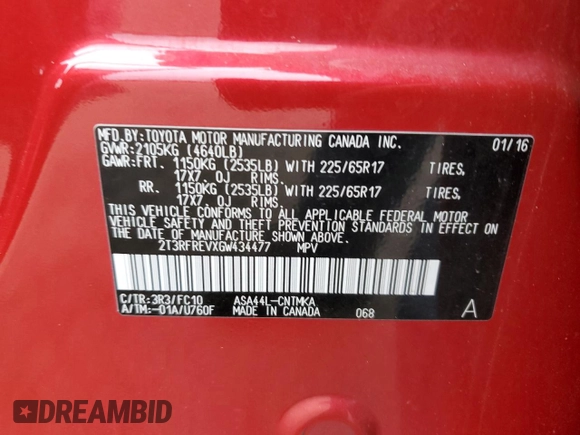 MFD.BY:TOYOTA MOTOR MANUFACTURING CANADA INC. 01/16
GVWR:2105KG (4640LB)
GAWR:FRT. 1150KG (2535LB) WITH 225/65R17 TIRES,
17X7.0J RIMS.
RR. 1150KG (2535LB) WITH 225/65R17 TIRES,
17X7.0J RIMS.
THIS VEHICLE CONFORMS TO ALL APPLICABLE FEDERAL MOTOR
VEHICLE SAFETY AND THEFT PREVENTION STANDARDS IN EFFECT ON
THE DATE OF MANUFACTURE SHOWN ABOVE.
2T3RFREVXGW434477 MPV
C/TR:3R3/FC10 ASA44L-CNTMKA
A/TM:-01A/U760F MADE IN CANADA 068 A
DREAMBID